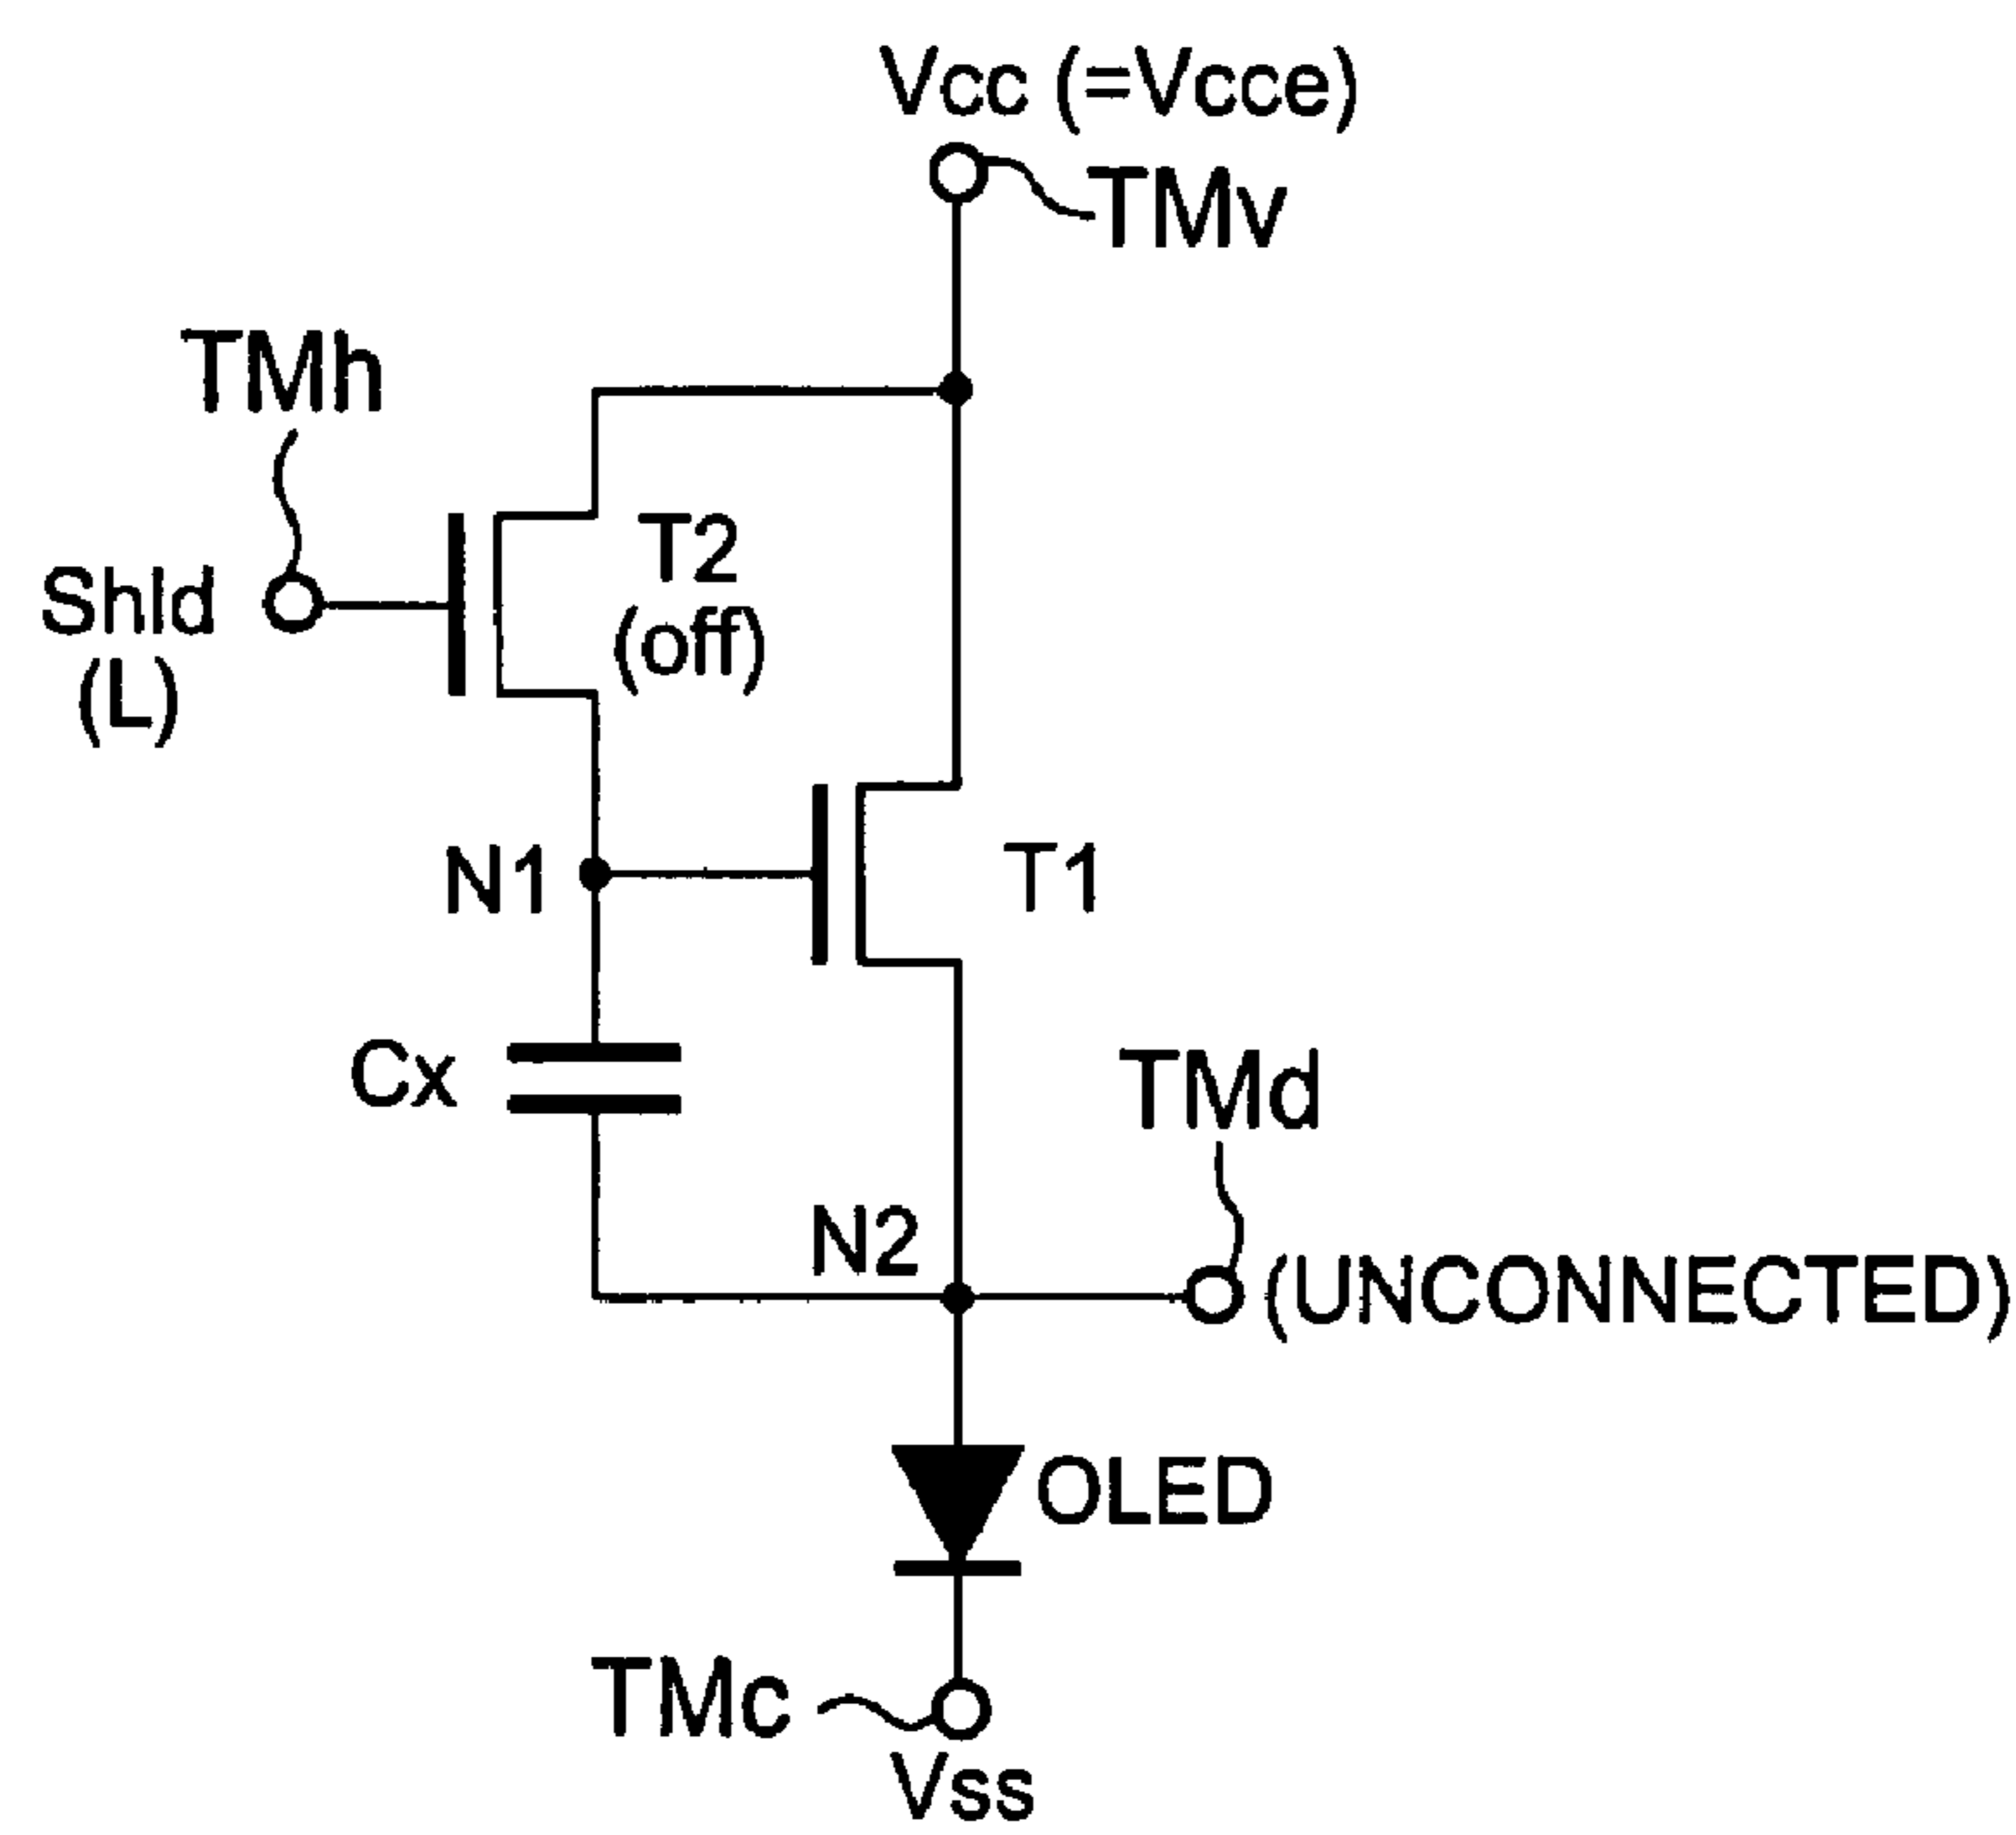 Vcc (=Vcce)
TMv
TMh
T2
(off)
Shld
(L)
N1
T1
Cx
TMd
N2
(UNCONNECTED)
OLED
TMc
Vss